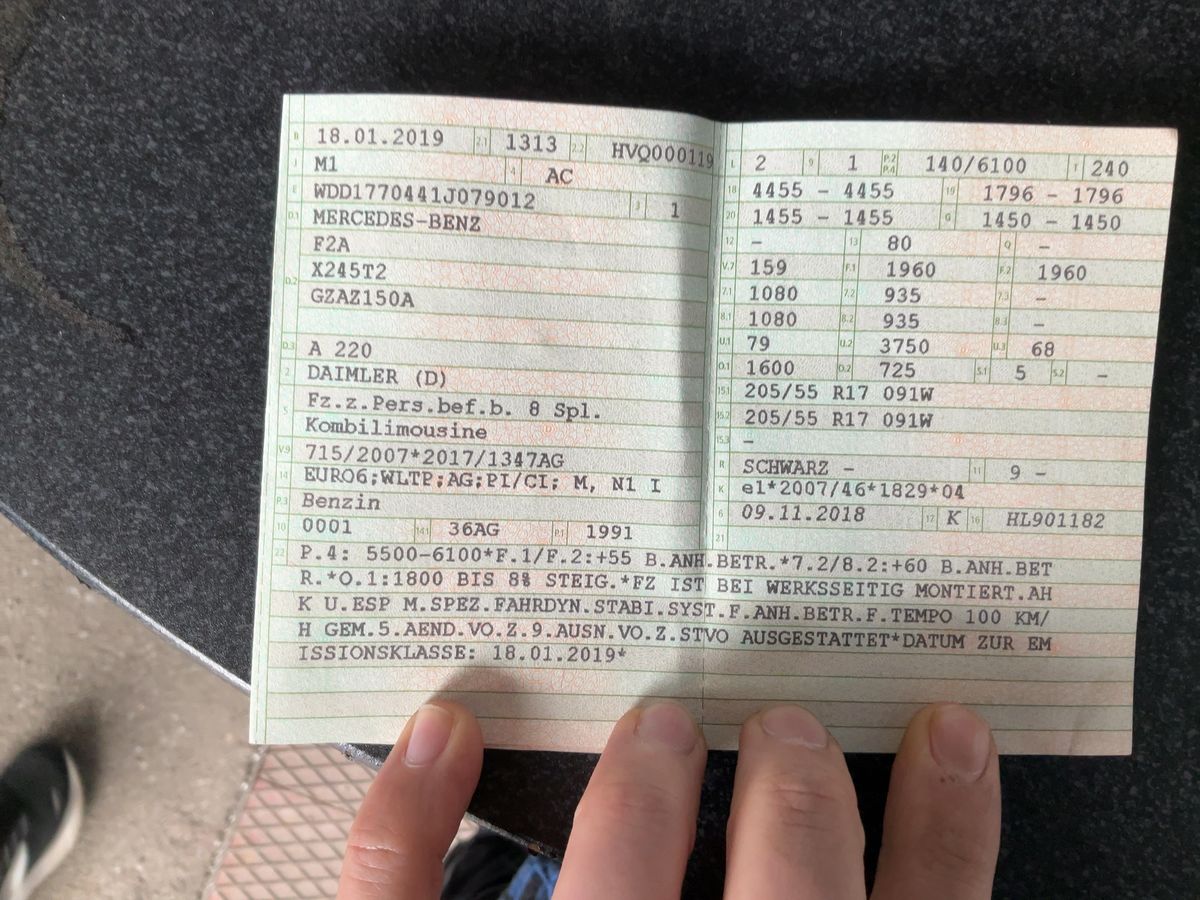 B 18.01.2019 2.1 1313 2.2 HVQ000119
J M1 4 AC
E WDD1770441J079012 3 1
D.1 MERCEDES-BENZ
F2A
D.2 X245T2
GZAZ150A
D.3 A 220
2 DAIMLER (D)
5 Fz.z.Pers.bef.b. 8 Spl.
Kombilimousine
V.9 715/2007*2017/1347AG
14 EURO6;WLTP;AG;PI/CI; M, N1 I
P.3 Benzin
10 0001 14.1 36AG P.1 1991
L 2 9 1 P.2 P.4 140/6100 T 240
18 4455 - 4455 19 1796 - 1796
20 1455 - 1455 G 1450 - 1450
12 - 13 80 Q -
V.7 159 F.1 1960 F.2 1960
7.1 1080 7.2 935 7.3 -
8.1 1080 8.2 935 8.3 -
U.1 79 U.2 3750 U.3 68
O.1 1600 O.2 725 S.1 5 S.2 -
15.1 205/55 R17 091W
15.2 205/55 R17 091W
15.3 -
R SCHWARZ - 11 9 -
K e1*2007/46*1829*04
6 09.11.2018 17 K 16 HL901182
21
22 P.4: 5500-6100*F.1/F.2:+55 B.ANH.BETR.*7.2/8.2:+60 B.ANH.BET
R.*O.1:1800 BIS 8% STEIG.*FZ IST BEI WERKSSEITIG MONTIERT.AH
K U.ESP M.SPEZ.FAHRDYN.STABI.SYST.F.ANH.BETR.F.TEMPO 100 KM/
H GEM.5.AEND.VO.Z.9.AUSN.VO.Z.STVO AUSGESTATTET*DATUM ZUR EM
ISSIONSKLASSE: 18.01.2019*